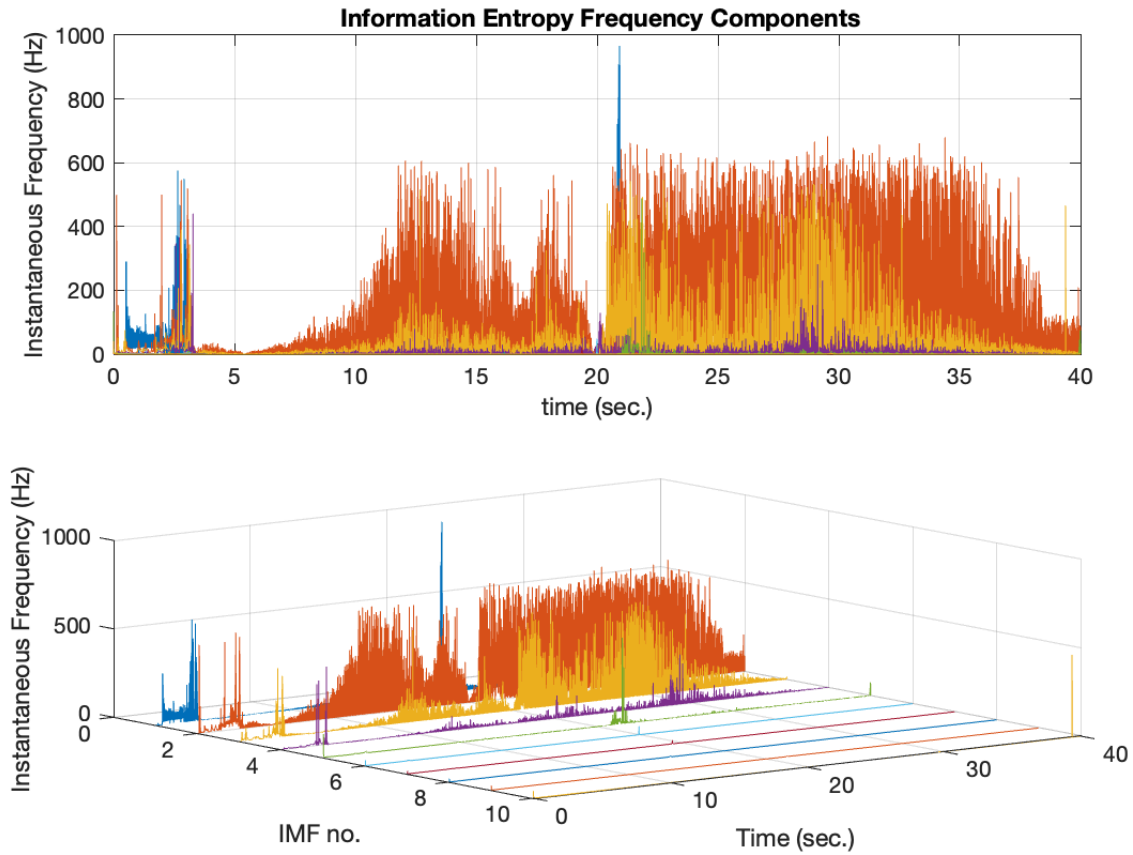 Information Entropy Frequency Components
Instantaneous Frequency (Hz)
1000
800
600
400
200
0
0 5 10 15 20 25 30 35 40
time (sec.)
Instantaneous Frequency (Hz)
1000
500
0
0
2
4
6
8
10
0
10
20
30
40
IMF no.
Time (sec.)